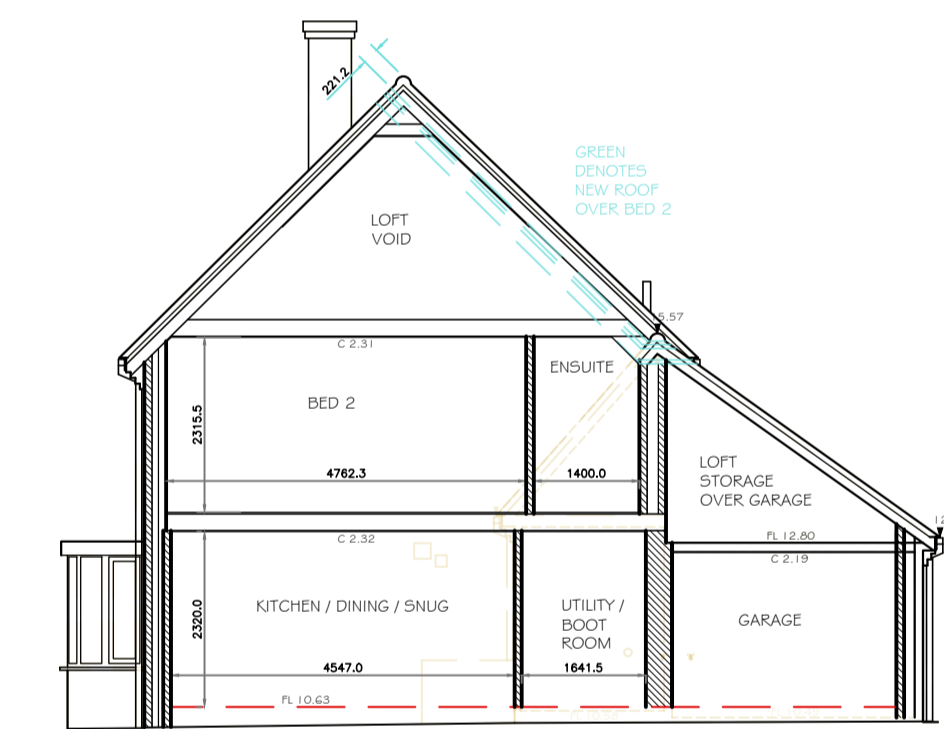 221.2
GREEN
DENOTES
NEW ROOF
OVER BED 2
LOFT
VOID
5.57
C 2.31
ENSUITE
BED 2
2315.5
4762.3
1400.0
LOFT
STORAGE
OVER GARAGE
12
FL 12.80
C 2.32
C 2.19
KITCHEN / DINING / SNUG
UTILITY /
BOOT
ROOM
GARAGE
2320.0
4547.0
1641.5
FL 10.63